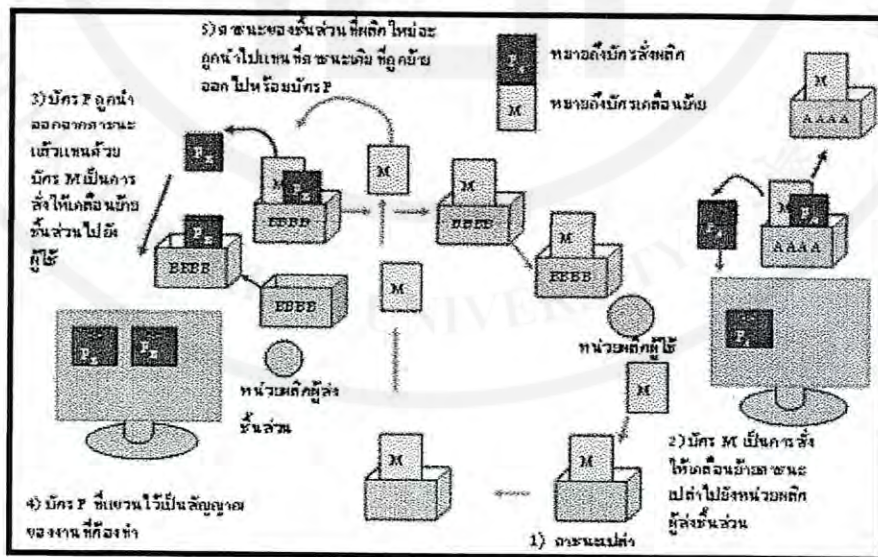 5) ภาชนะของชิ้นส่วนที่ผลิตใหม่จะ
ถูกนำไปแทนที่ภาชนะเดิมที่ถูกย้าย
ออกไปพร้อมบัตร P
P
หมายถึงบัตรสั่งผลิต
M
หมายถึงบัตรเคลื่อนย้าย
M
AAAA
3) บัตร P ถูกนำ
ออกจากภาชนะ
แล้วแทนด้วย
บัตร M เป็นการ
สั่งให้เคลื่อนย้าย
ชิ้นส่วนไปยัง
ผู้ใช้
M
M
M
M
AAAA
BBBB
BBBB
M
BBBB
BBBB
M
BBBB
UNIVERSITY
หน่วยผลิตผู้ส่ง
ชิ้นส่วน
หน่วยผลิตผู้ใช้
M
M
M
2) บัตร M เป็นการสั่ง
ให้เคลื่อนย้ายภาชนะ
เปล่าไปยังหน่วยผลิต
ผู้ส่งชิ้นส่วน
4) บัตร P ที่แขวนไว้เป็นสัญญาณ
ของงานที่ต้องทำ
1) ภาชนะเปล่า